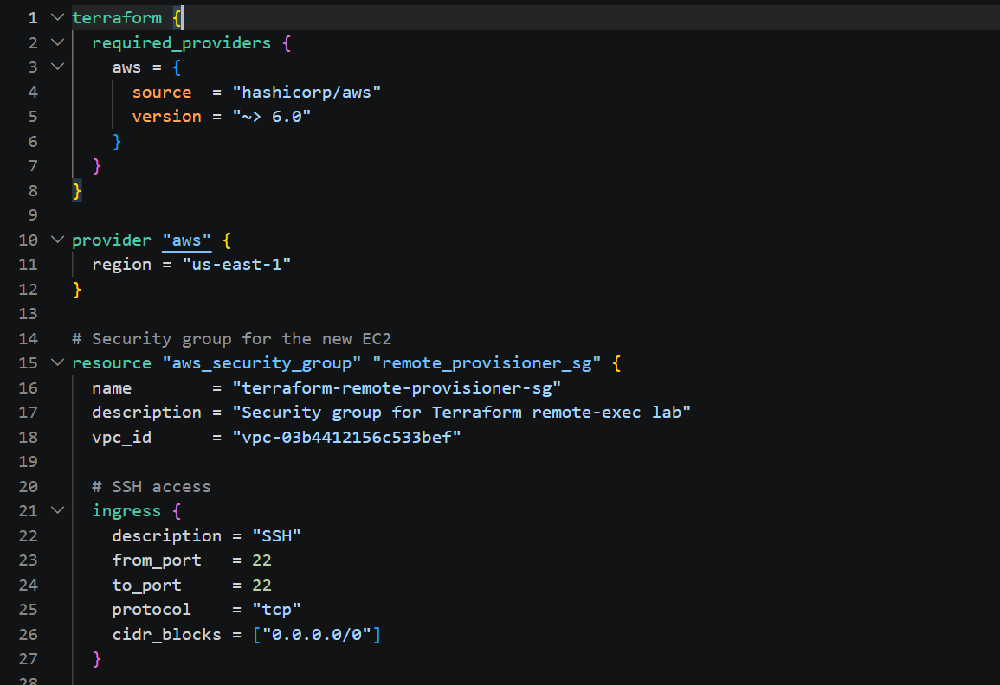 1 terraform {
2   required_providers {
3     aws = {
4       source  = "hashicorp/aws"
5       version = "~> 6.0"
6     }
7   }
8 }
9
10 provider "aws" {
11   region = "us-east-1"
12 }
13
14 # Security group for the new EC2
15 resource "aws_security_group" "remote_provisioner_sg" {
16   name        = "terraform-remote-provisioner-sg"
17   description = "Security group for Terraform remote-exec lab"
18   vpc_id      = "vpc-03b4412156c533bef"
19
20   # SSH access
21   ingress {
22     description = "SSH"
23     from_port   = 22
24     to_port     = 22
25     protocol    = "tcp"
26     cidr_blocks = ["0.0.0.0/0"]
27   }
28